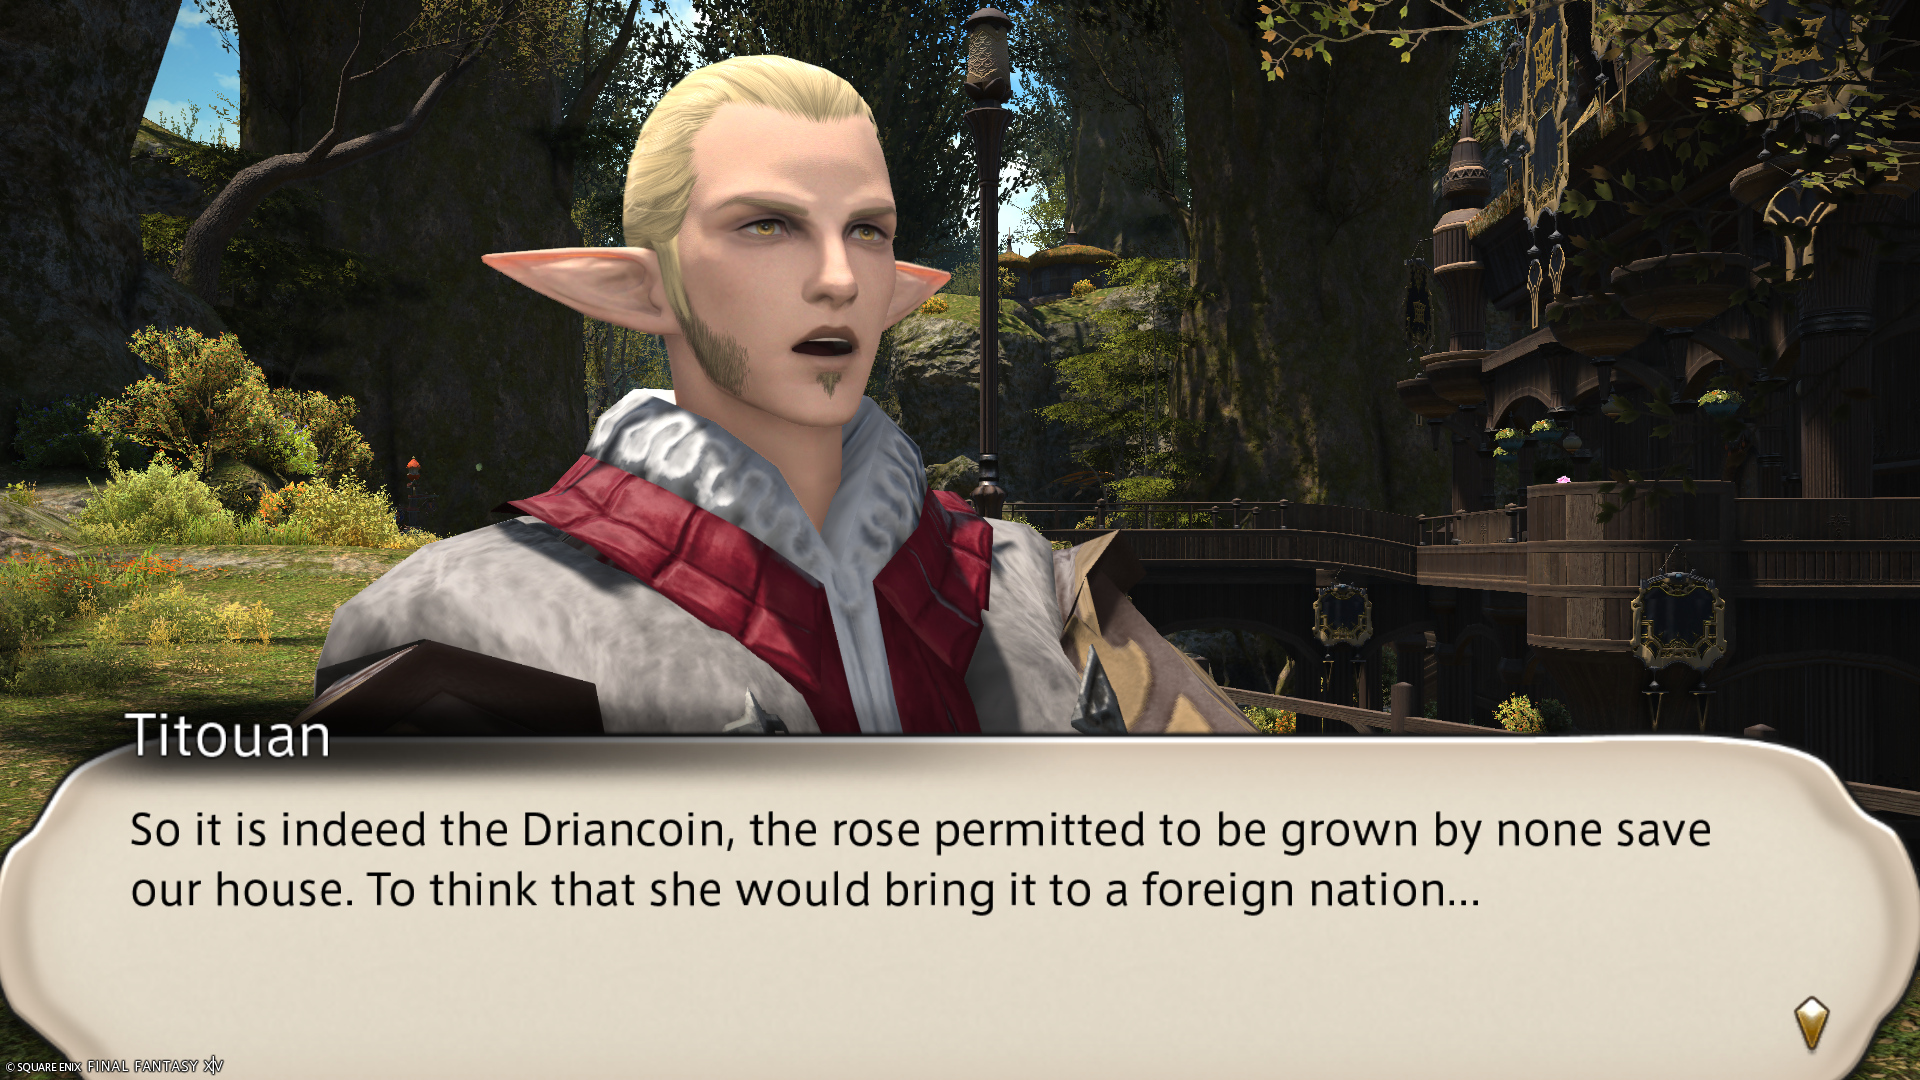 Titouan
So it is indeed the Driancoin, the rose permitted to be grown by none save
our house. To think that she would bring it to a foreign nation...
© SQUARE ENIX FINAL FANTASY XIV